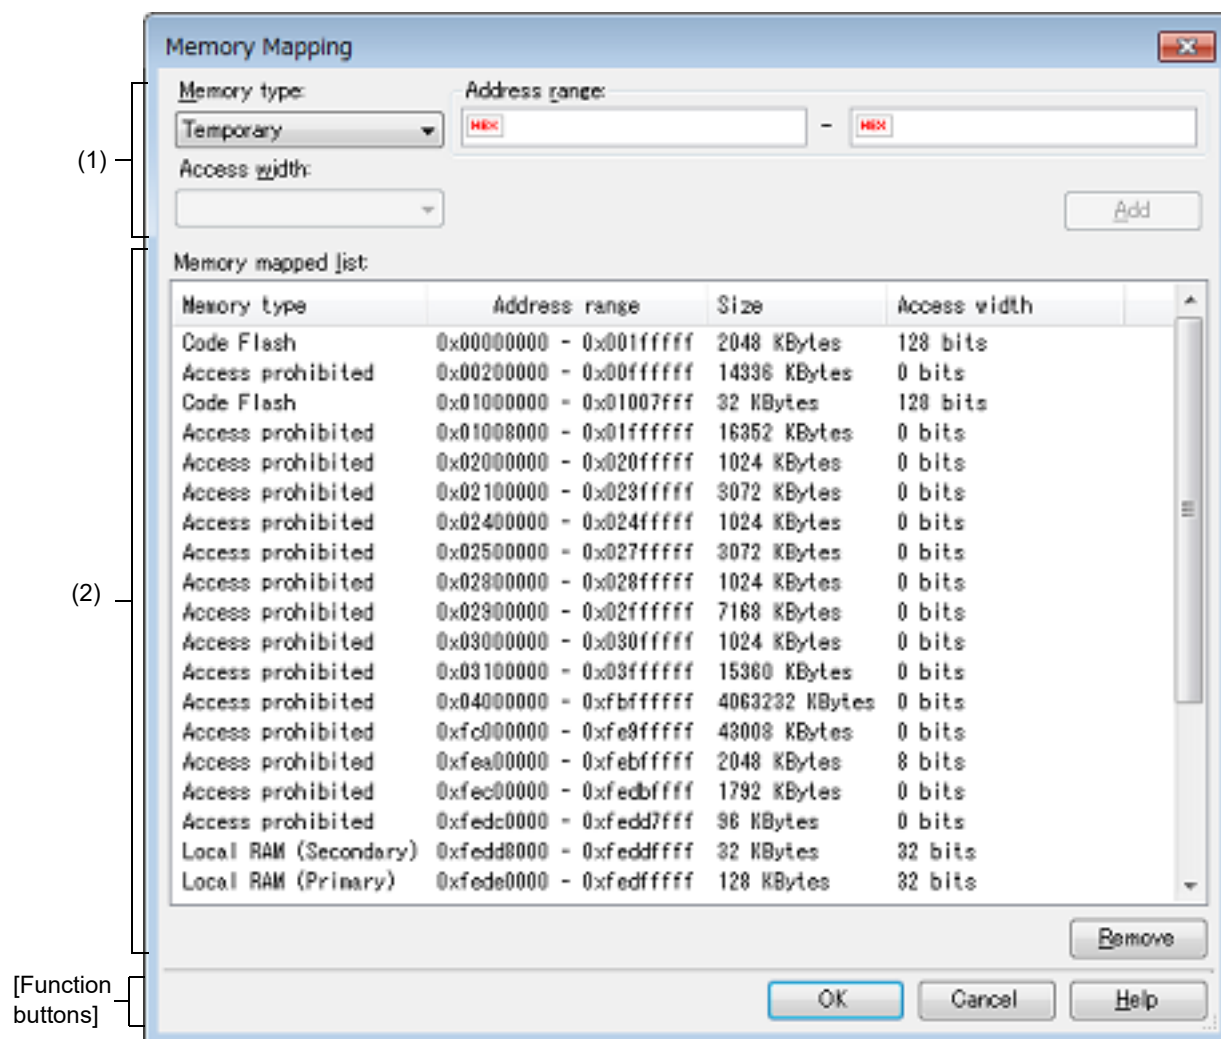 Memory Mapping
Memory type:
Address range:
Temporary
HEX
-
HEX
(1)
Access width:
Add
Memory mapped list:
Memory type Address range Size Access width
Code Flash 0x00000000 - 0x001fffff 2048 KBytes 128 bits
Access prohibited 0x00200000 - 0x00ffffff 14336 KBytes 0 bits
Code Flash 0x01000000 - 0x01007fff 32 KBytes 128 bits
Access prohibited 0x01008000 - 0x01ffffff 16352 KBytes 0 bits
Access prohibited 0x02000000 - 0x020fffff 1024 KBytes 0 bits
Access prohibited 0x02100000 - 0x023fffff 3072 KBytes 0 bits
Access prohibited 0x02400000 - 0x024fffff 1024 KBytes 0 bits
Access prohibited 0x02500000 - 0x027fffff 3072 KBytes 0 bits
Access prohibited 0x02800000 - 0x028fffff 1024 KBytes 0 bits
(2)
Access prohibited 0x02900000 - 0x02ffffff 7168 KBytes 0 bits
Access prohibited 0x03000000 - 0x030fffff 1024 KBytes 0 bits
Access prohibited 0x03100000 - 0x03ffffff 15360 KBytes 0 bits
Access prohibited 0x04000000 - 0xfbffffff 4063232 KBytes 0 bits
Access prohibited 0xfc000000 - 0xfe9fffff 43008 KBytes 0 bits
Access prohibited 0xfea00000 - 0xfebfffff 2048 KBytes 8 bits
Access prohibited 0xfec00000 - 0xfedbffff 1792 KBytes 0 bits
Access prohibited 0xfedc0000 - 0xfedd7fff 96 KBytes 0 bits
Local RAM (Secondary) 0xfedd8000 - 0xfeddffff 32 KBytes 32 bits
Local RAM (Primary) 0xfede0000 - 0xfedfffff 128 KBytes 32 bits
Remove
[Function
buttons]
OK
Cancel
Help